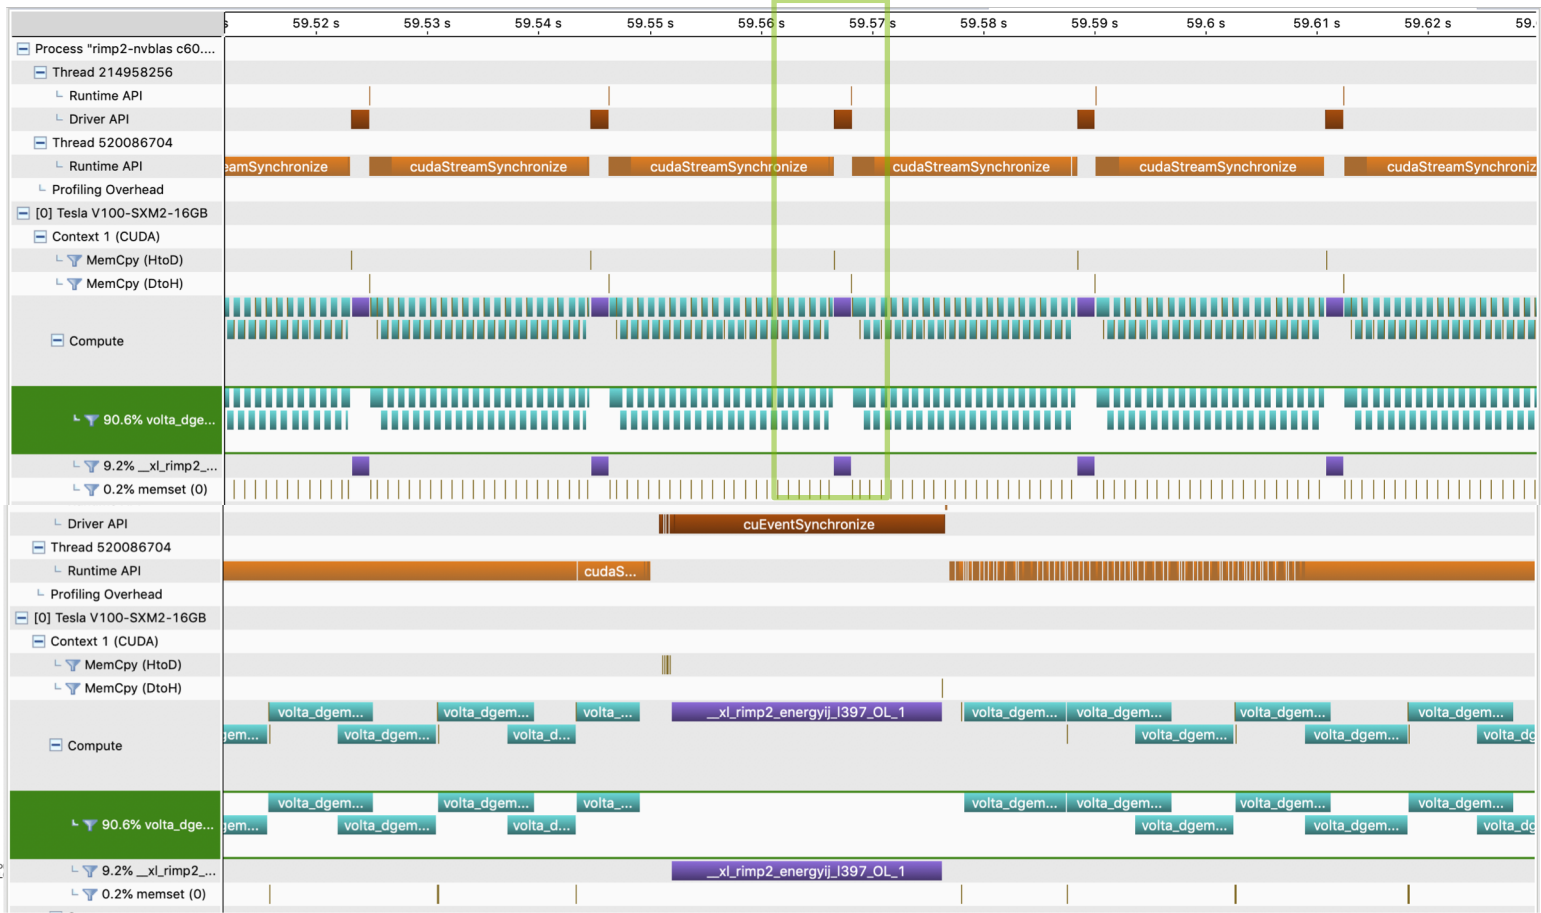 s 59.52 s 59.53 s 59.54 s 59.55 s 59.56 s 59.57 s 59.58 s 59.59 s 59.6 s 59.61 s 59.62 s 59.
Process "rimp2-nvblas c60....
Thread 214958256
Runtime API
Driver API
Thread 520086704
Runtime API eamSynchronize cudaStreamSynchronize cudaStreamSynchronize cudaStreamSynchronize cudaStreamSynchronize cudaStreamSynchroniz
Profiling Overhead
[0] Tesla V100-SXM2-16GB
Context 1 (CUDA)
MemCpy (HtoD)
MemCpy (DtoH)
Compute
90.6% volta_dge...
9.2% __xl_rimp2_...
0.2% memset (0)
Driver API cuEventSynchronize
Thread 520086704
Runtime API cudaS...
Profiling Overhead
[0] Tesla V100-SXM2-16GB
Context 1 (CUDA)
MemCpy (HtoD)
MemCpy (DtoH)
volta_dgem... volta_dgem... volta_... __xl_rimp2_energyij_l397_OL_1 volta_dgem... volta_dgem... volta_dgem... volta_dgem...
gem... volta_dgem... volta_d... volta_dgem... volta_dgem... volta_dg
Compute
volta_dgem... volta_dgem... volta_... volta_dgem... volta_dgem... volta_dgem... volta_dgem...
90.6% volta_dge... gem... volta_dgem... volta_d... volta_dgem... volta_dgem... volta_dg
9.2% __xl_rimp2_... __xl_rimp2_energyij_l397_OL_1
0.2% memset (0)